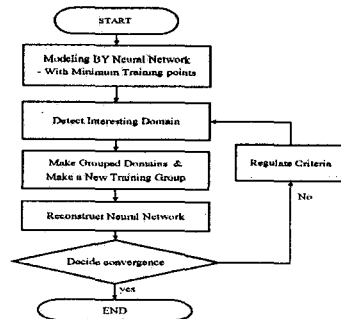 START
Modeling BY Neural Network
- With Minimum Training points
Detect Interesting Domain
Make Grouped Domains &
Make a New Training Group
Regulate Criteria
No
Reconstruct Neural Network
Decide convergence
yes
END